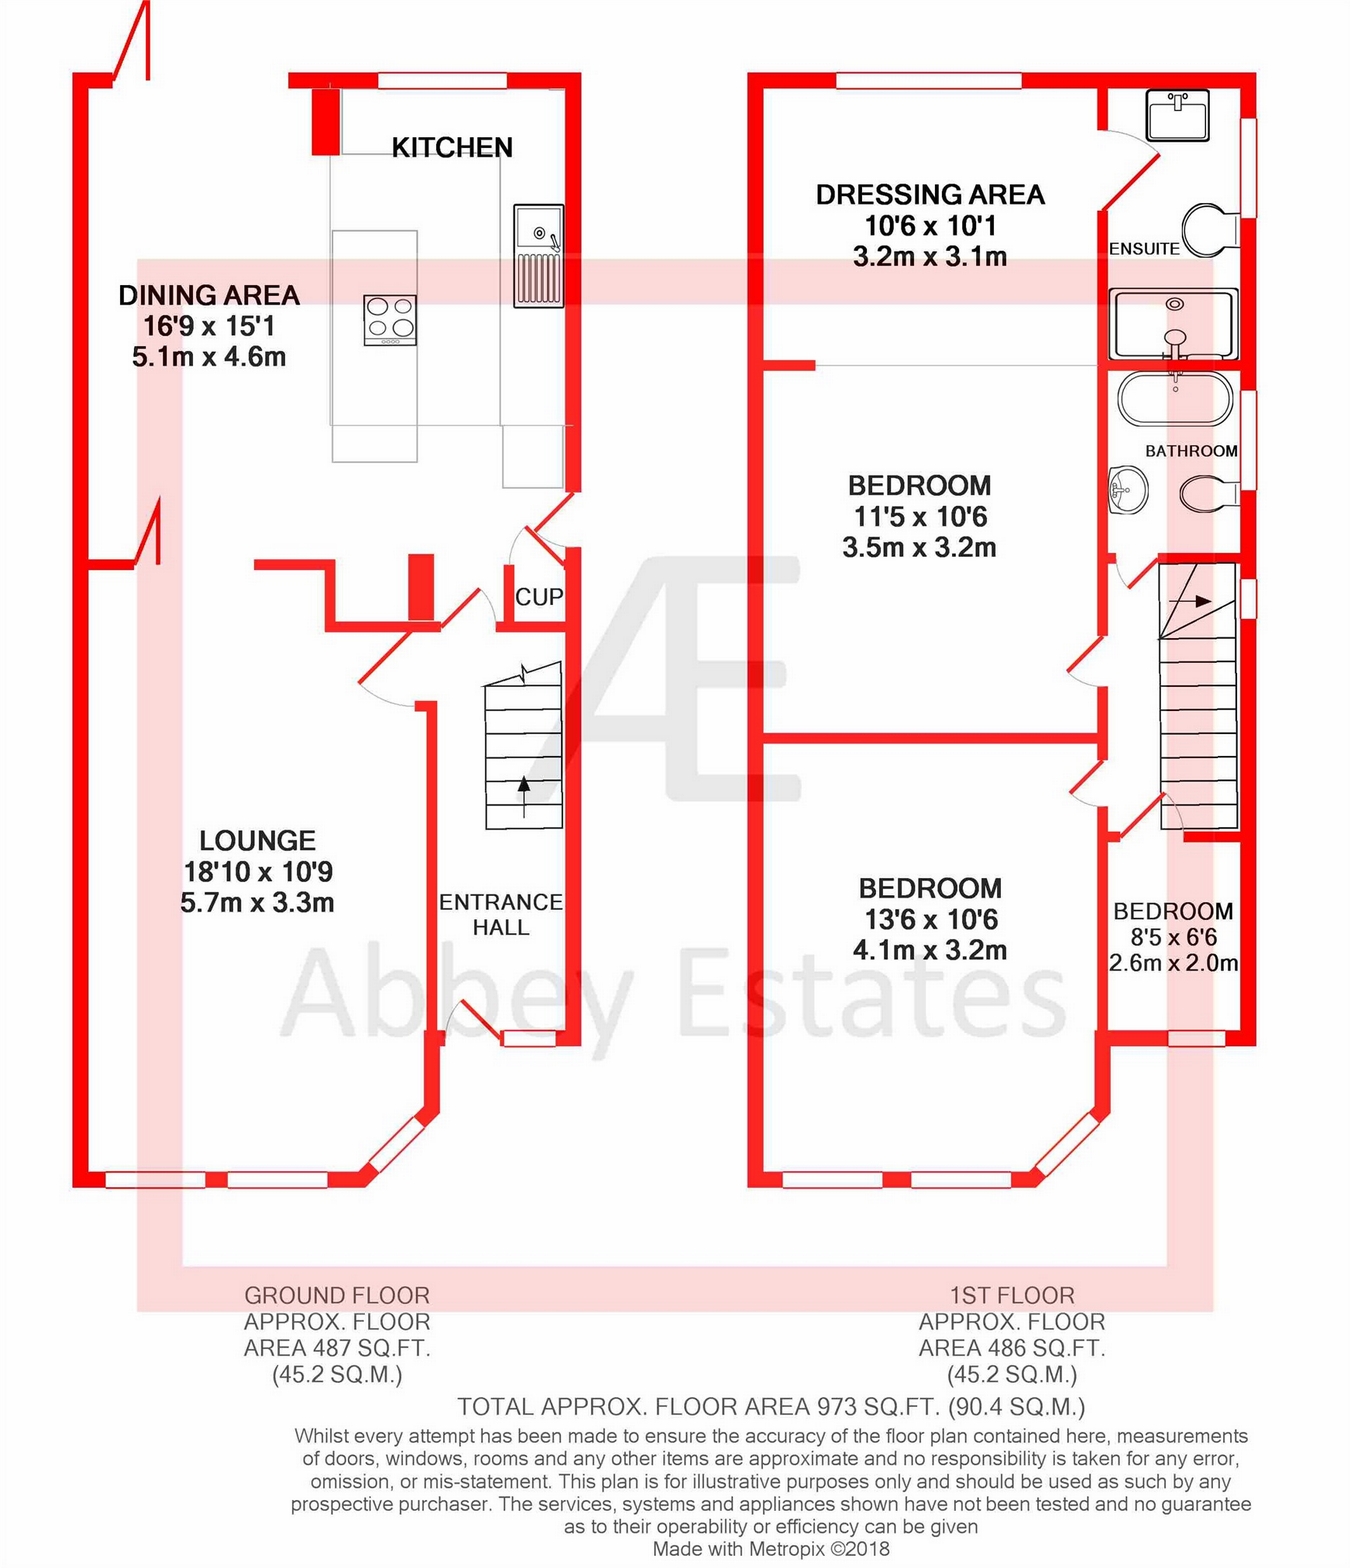 KITCHEN
DINING AREA
16'9 x 15'1
5.1m x 4.6m
CUP
LOUNGE
18'10 x 10'9
5.7m x 3.3m
ENTRANCE
HALL
DRESSING AREA
10'6 x 10'1
3.2m x 3.1m
ENSUITE
BATHROOM
BEDROOM
11'5 x 10'6
3.5m x 3.2m
BEDROOM
13'6 x 10'6
4.1m x 3.2m
BEDROOM
8'5 x 6'6
2.6m x 2.0m
Æ
Abbey Estates
GROUND FLOOR
APPROX. FLOOR
AREA 487 SQ.FT.
(45.2 SQ.M.)
1ST FLOOR
APPROX. FLOOR
AREA 486 SQ.FT.
(45.2 SQ.M.)
TOTAL APPROX. FLOOR AREA 973 SQ.FT. (90.4 SQ.M.)
Whilst every attempt has been made to ensure the accuracy of the floor plan contained here, measurements
of doors, windows, rooms and any other items are approximate and no responsibility is taken for any error,
omission, or mis-statement. This plan is for illustrative purposes only and should be used as such by any
prospective purchaser. The services, systems and appliances shown have not been tested and no guarantee
as to their operability or efficiency can be given
Made with Metropix ©2018